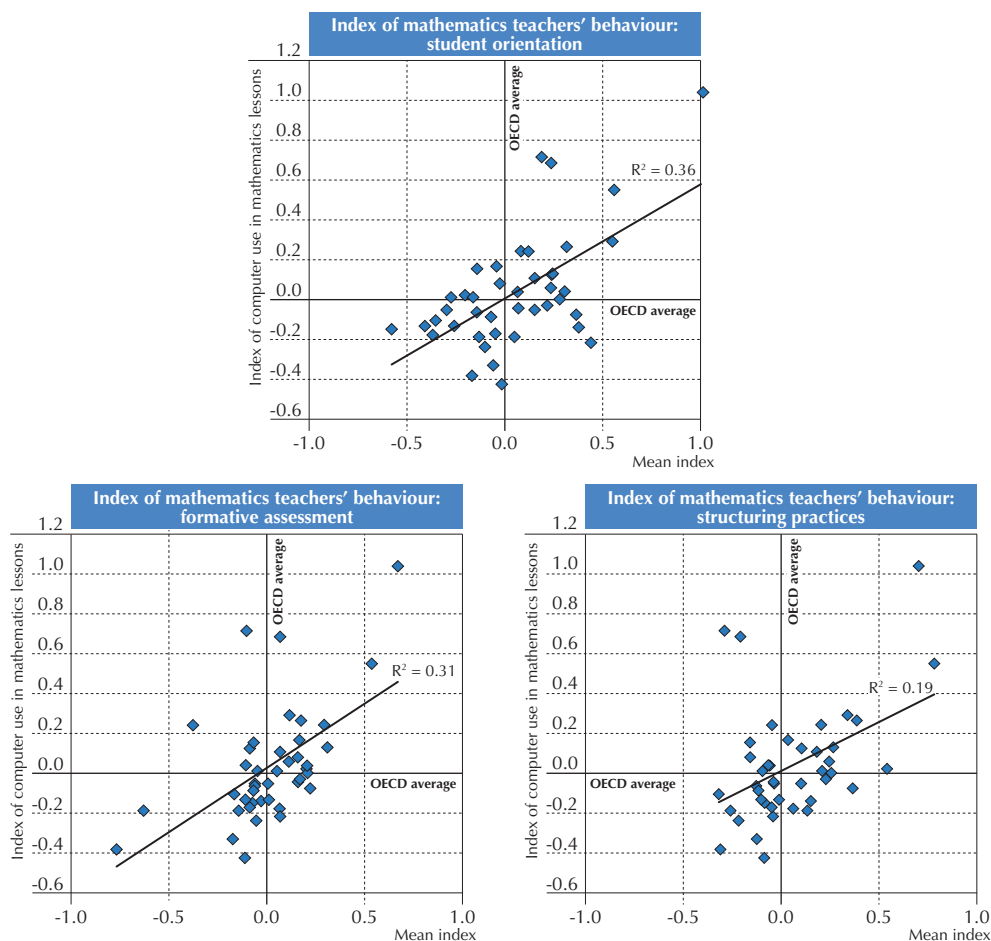 Index of mathematics teachers' behaviour:
student orientation
Index of computer use in mathematics lessons
1.2
1.0
0.8
0.6
0.4
0.2
0.0
-0.2
-0.4
-0.6
OECD average
R² = 0.36
OECD average
-1.0 -0.5 0.0 0.5 1.0
Mean index
Index of mathematics teachers' behaviour:
formative assessment
Index of computer use in mathematics lessons
1.2
1.0
0.8
0.6
0.4
0.2
0.0
-0.2
-0.4
-0.6
OECD average
R² = 0.31
OECD average
-1.0 -0.5 0.0 0.5 1.0
Mean index
Index of mathematics teachers' behaviour:
structuring practices
Index of computer use in mathematics lessons
1.2
1.0
0.8
0.6
0.4
0.2
0.0
-0.2
-0.4
-0.6
OECD average
R² = 0.19
OECD average
-1.0 -0.5 0.0 0.5 1.0
Mean index